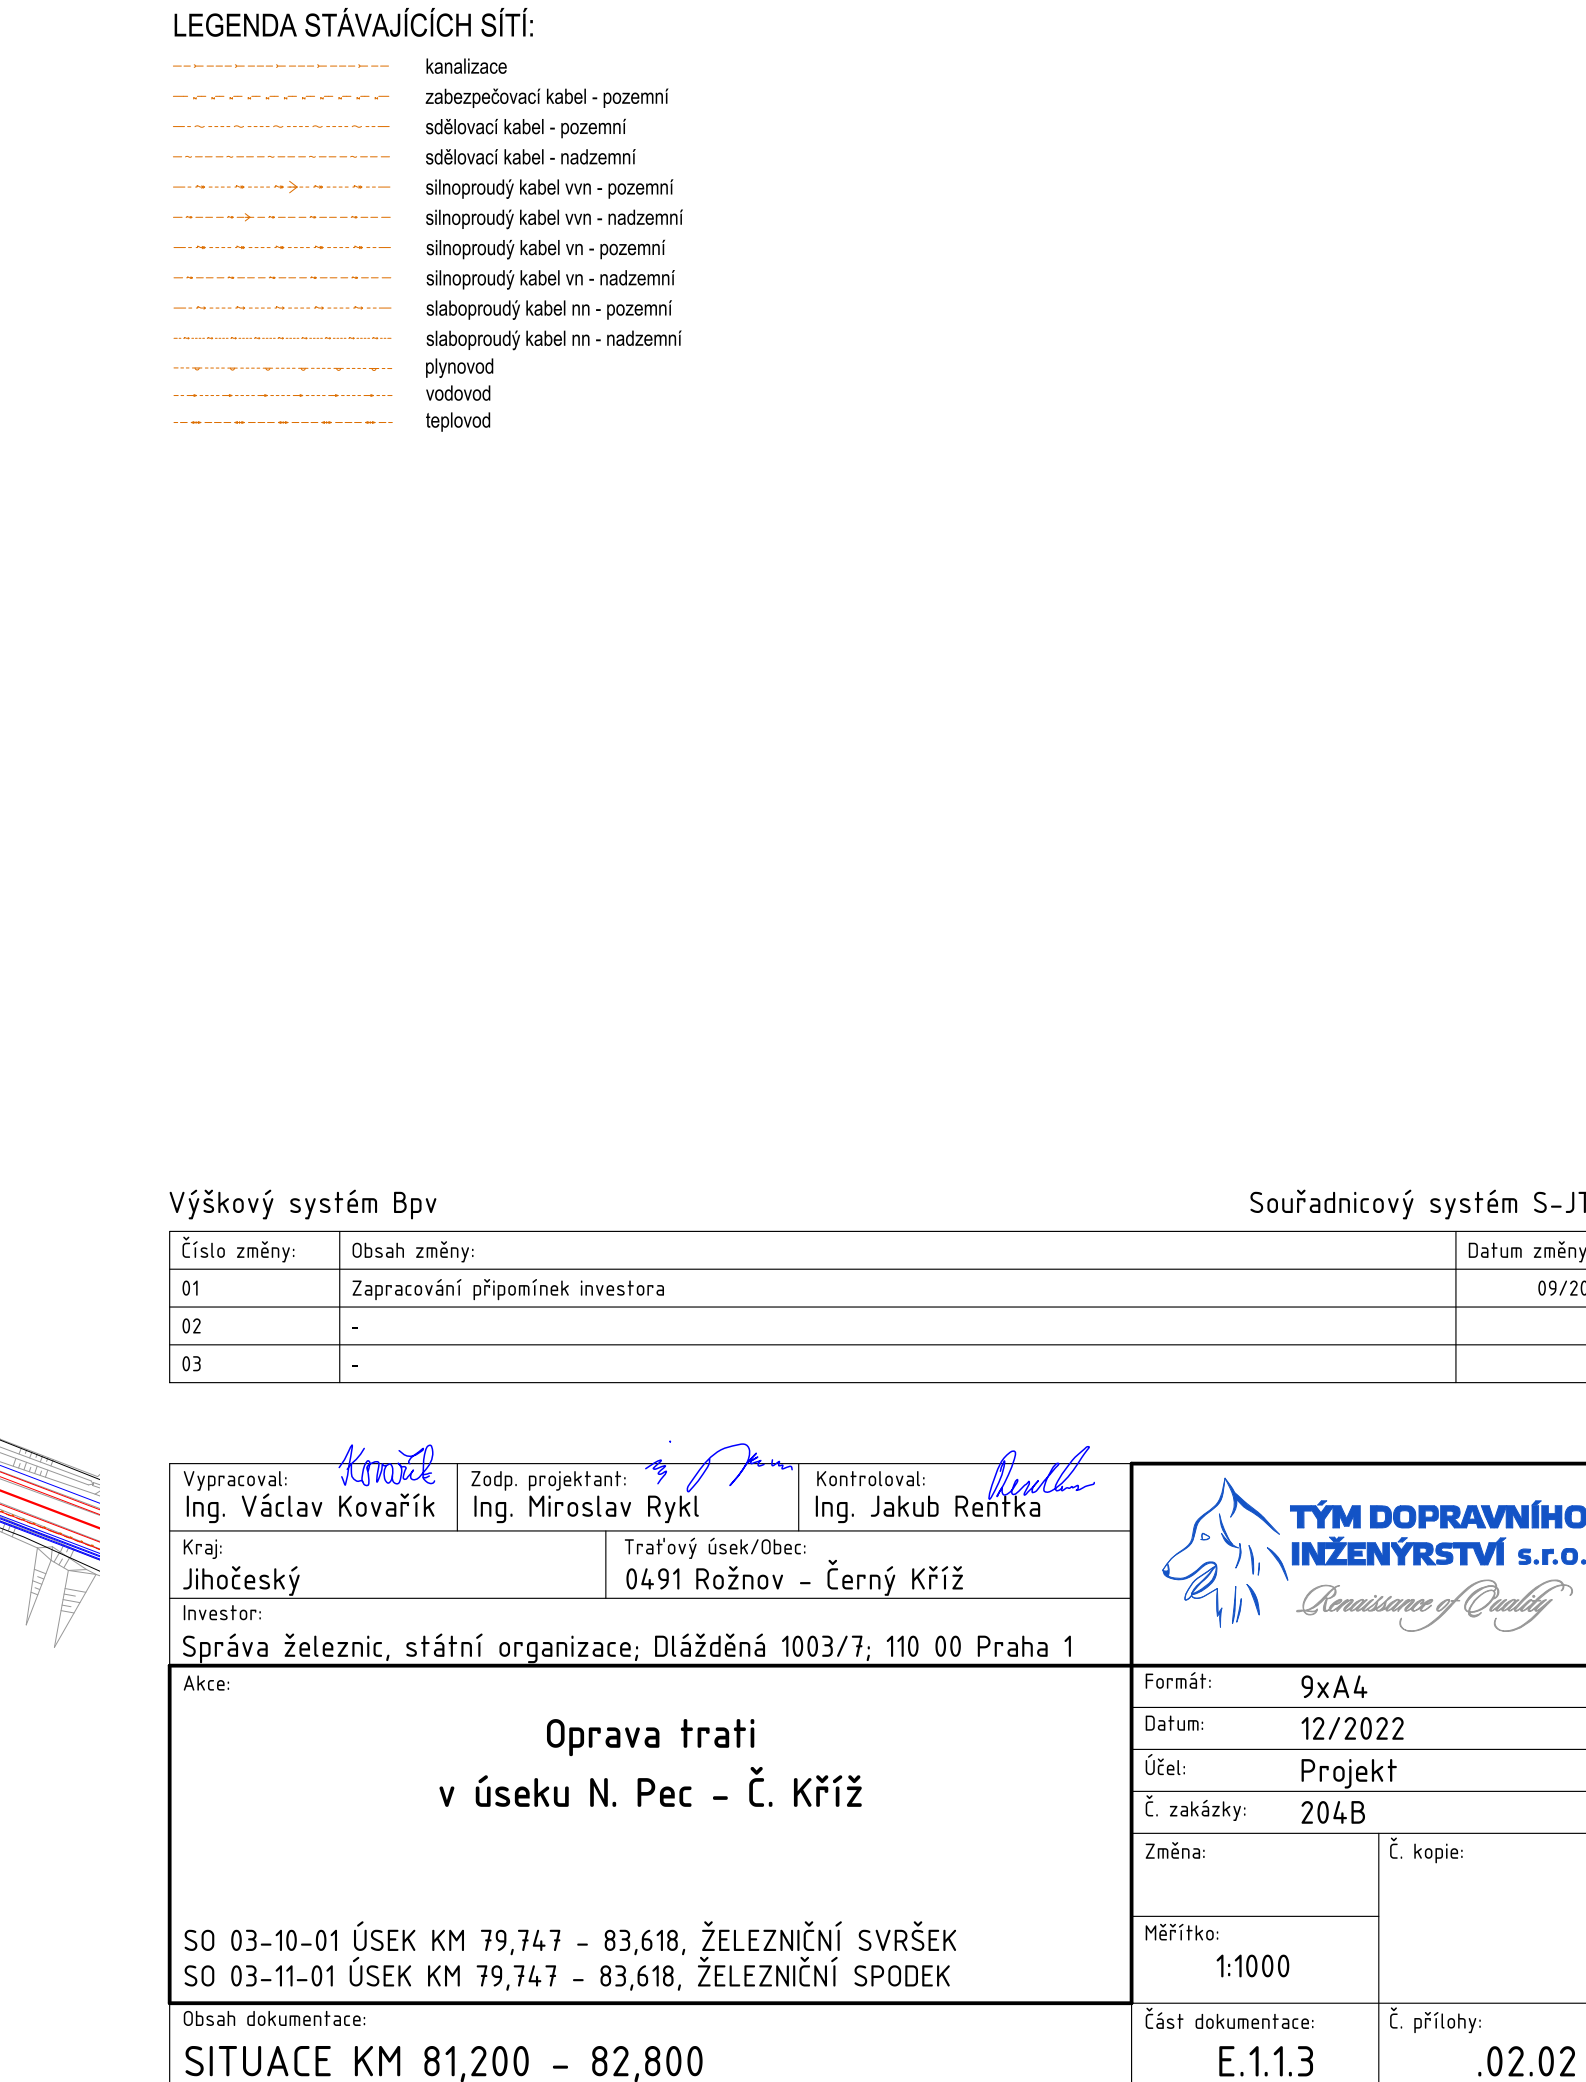 LEGENDA STÁVAJÍCÍCH SÍTÍ:
kanalizace
zabezpečovací kabel - pozemní
sdělovací kabel - pozemní
sdělovací kabel - nadzemní
silnoproudý kabel vvn - pozemní
silnoproudý kabel vvn - nadzemní
silnoproudý kabel vn - pozemní
silnoproudý kabel vn - nadzemní
slaboproudý kabel nn - pozemní
slaboproudý kabel nn - nadzemní
plynovod
vodovod
teplovod
Výškový systém Bpv
Souřadnicový systém S-JT
Číslo změny: Obsah změny: Datum změny
01 Zapracování připomínek investora 09/20
02 -
03 -
Kovařík
Vypracoval: Zodp. projektant: Kontroloval:
Ing. Václav Kovařík Ing. Miroslav Rykl Ing. Jakub Rentka
Kraj: Traťový úsek/Obec:
Jihočeský 0491 Rožnov - Černý Kříž
Investor:
Správa železnic, státní organizace; Dlážděná 1003/7; 110 00 Praha 1
TÝM DOPRAVNÍHO
INŽENÝRSTVÍ s.r.o.
Renaissance of Quality
Akce:
Oprava trati
v úseku N. Pec - Č. Kříž
SO 03-10-01 ÚSEK KM 79,747 - 83,618, ŽELEZNIČNÍ SVRŠEK
SO 03-11-01 ÚSEK KM 79,747 - 83,618, ŽELEZNIČNÍ SPODEK
Formát: 9xA4
Datum: 12/2022
Účel: Projekt
Č. zakázky: 204B
Změna: Č. kopie:
Měřítko:
1:1000
Obsah dokumentace:
SITUACE KM 81,200 - 82,800
Část dokumentace: Č. přílohy:
E.1.1.3 .02.02